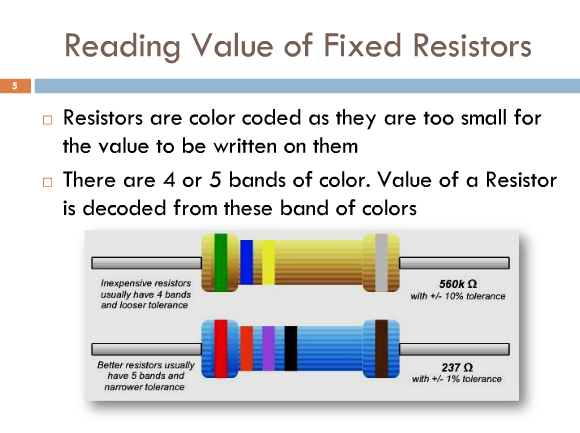 Reading Value of Fixed Resistors
5
Resistors are color coded as they are too small for
the value to be written on them
There are 4 or 5 bands of color. Value of a Resistor
is decoded from these band of colors
Inexpensive resistors
usually have 4 bands
and looser tolerance
560k Ω
with +/- 10% tolerance
Better resistors usually
have 5 bands and
narrower tolerance
237 Ω
with +/- 1% tolerance